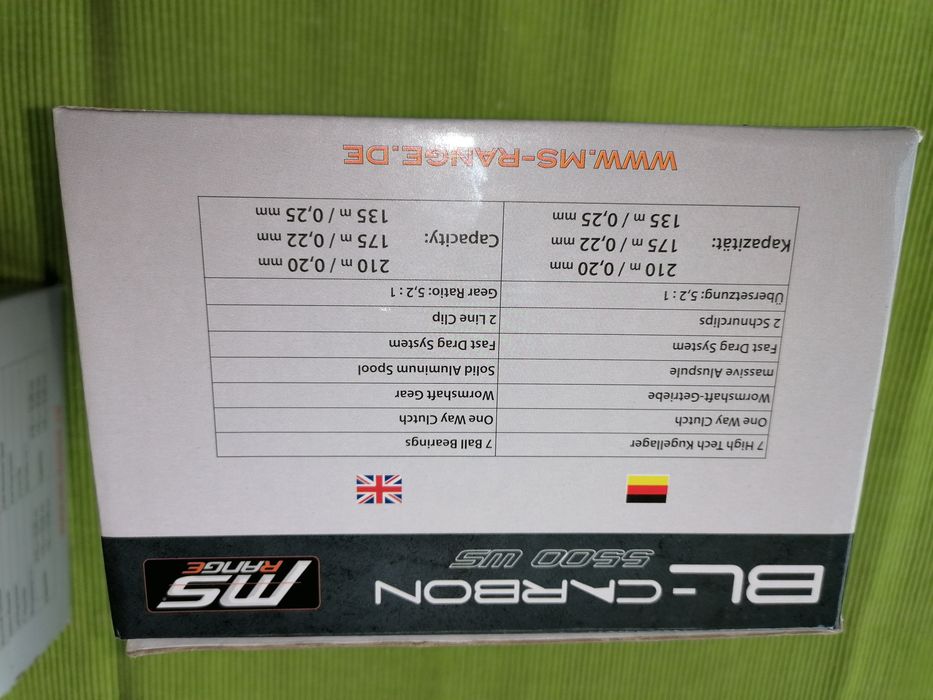 BL-CARBON
5500 WS
MS
RANGE
7 High Tech Kugellager
7 Ball Bearings
One Way Clutch
One Way Clutch
Wormshaft-Getriebe
Wormshaft Gear
massive Aluspule
Solid Aluminum Spool
Fast Drag System
Fast Drag System
2 Schnurclips
2 Line Clip
Übersetzung: 5,2 : 1
Gear Ratio: 5,2 : 1
210 m / 0,20 mm
Kapazität: 175 m / 0,22 mm
135 m / 0,25 mm
210 m / 0,20 mm
Capacity: 175 m / 0,22 mm
135 m / 0,25 mm
WWW.MS-RANGE.DE